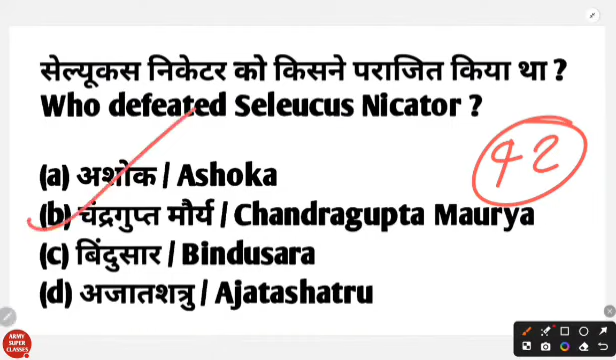 सेल्यूकस निकेटर को किसने पराजित किया था ?
Who defeated Seleucus Nicator ?
42
(a) अशोक / Ashoka
(b) चंद्रगुप्त मौर्य / Chandragupta Maurya
(c) बिंदुसार / Bindusara
(d) अजातशत्रु / Ajatashatru
ARMY
SUPER
CLASSES